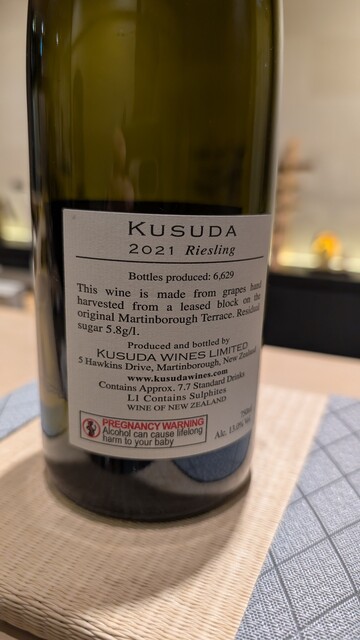 KUSUDA
2021 Riesling
Bottles produced: 6,629
This wine is made from grapes hand
harvested from a leased block on the
original Martinborough Terrace. Residual
sugar 5.8g/l.
Produced and bottled by
KUSUDA WINES LIMITED
5 Hawkins Drive, Martinborough, New Zealand
www.kusudawines.com
Contains Approx. 7.7 Standard Drinks
L1 Contains Sulphites
WINE OF NEW ZEALAND
750ml
PREGNANCY WARNING
Alcohol can cause lifelong
harm to your baby
Alc. 13.0% Vol